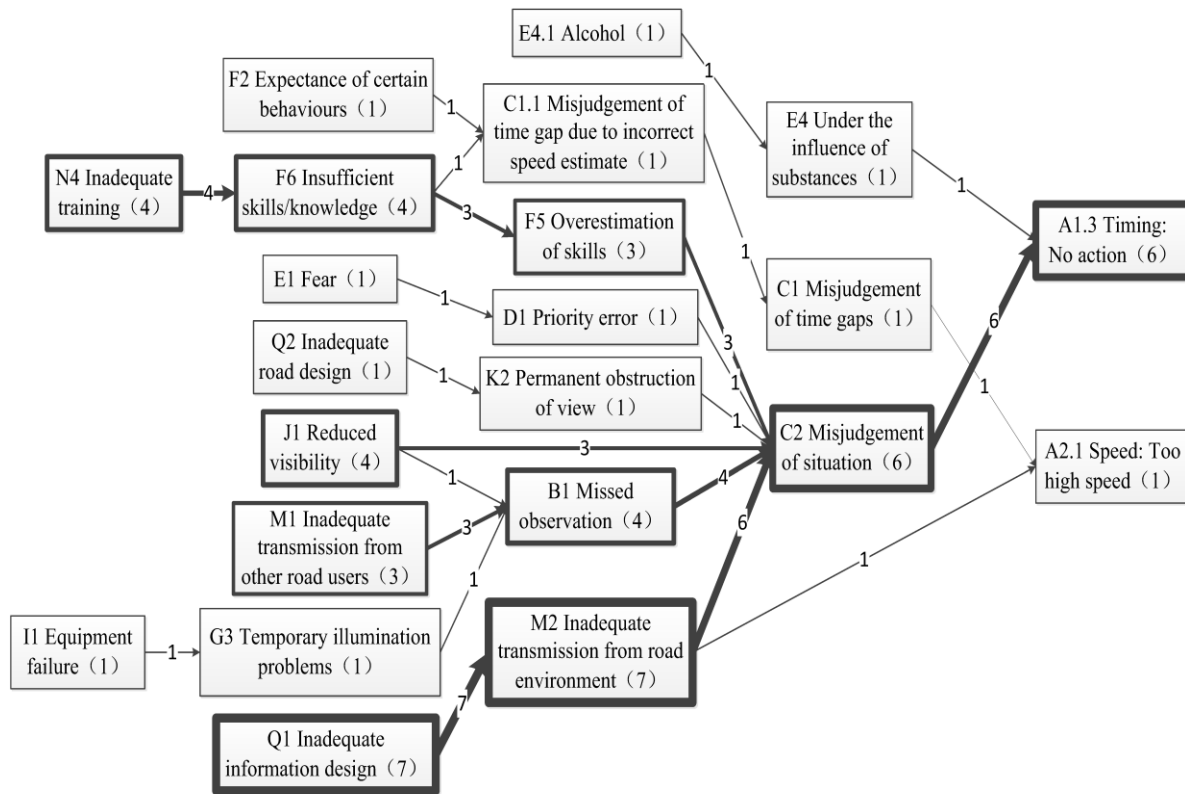 E4.1 Alcohol（1）
1
F2 Expectance of certain
behaviours（1）
1
C1.1 Misjudgement of
time gap due to incorrect
speed estimate（1）
E4 Under the
influence of
substances（1）
1
N4 Inadequate
training（4）
4
F6 Insufficient
skills/knowledge（4）
1
3
F5 Overestimation
of skills（3）
A1.3 Timing:
No action（6）
E1 Fear（1）
1
D1 Priority error（1）
1
C1 Misjudgement
of time gaps（1）
6
Q2 Inadequate
road design（1）
1
K2 Permanent obstruction
of view（1）
3
1
1
1
J1 Reduced
visibility（4）
3
1
C2 Misjudgement
of situation（6）
A2.1 Speed: Too
high speed（1）
B1 Missed
observation（4）
4
M1 Inadequate
transmission from
other road users（3）
3
6
1
1
I1 Equipment
failure（1）
1
G3 Temporary illumination
problems（1）
M2 Inadequate
transmission from road
environment（7）
7
Q1 Inadequate
information design（7）